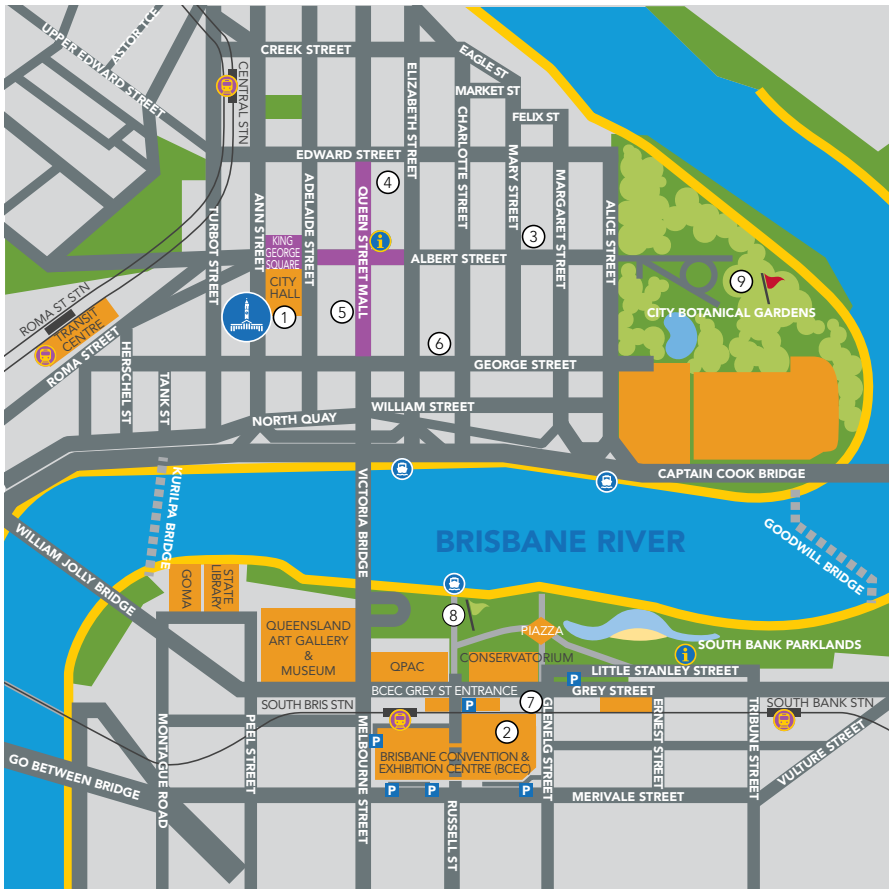 ASTOR TCE
UPPER EDWARD STREET
CREEK STREET
EAGLE ST
CENTRAL STN
ELIZABETH STREET
MARKET ST
CHARLOTTE STREET
FELIX ST
EDWARD STREET
MARY STREET
MARGARET STREET
ANN STREET
ADELAIDE STREET
4
QUEEN STREET MALL
ALICE STREET
TURBOT STREET
KING
GEORGE
SQUARE
i
3
ALBERT STREET
CITY
HALL
9
ROMA ST STN
TRANSIT
CENTRE
ROMA STREET
1
5
CITY BOTANICAL GARDENS
6
HERSCHEL ST
TANK ST
GEORGE STREET
WILLIAM STREET
NORTH QUAY
KURILPA BRIDGE
VICTORIA BRIDGE
CAPTAIN COOK BRIDGE
WILLIAM JOLLY BRIDGE
BRISBANE RIVER
GOODWILL BRIDGE
GOMA
STATE
LIBRARY
8
QUEENSLAND
ART GALLERY
&
MUSEUM
PIAZZA
SOUTH BANK PARKLANDS
i
QPAC
CONSERVATORIUM
LITTLE STANLEY STREET
P
BCEC GREY ST ENTRANCE
GREY STREET
SOUTH BRIS STN
P
7
SOUTH BANK STN
2
P
BRISBANE CONVENTION &
EXHIBITION CENTRE (BCEC)
GO BETWEEN BRIDGE
MONTAGUE ROAD
PEEL STREET
MELBOURNE STREET
RUSSELL ST
GLENELG STREET
ERNEST STREET
TRIBUNE STREET
VULTURE STREET
P
P
P
MERIVALE STREET